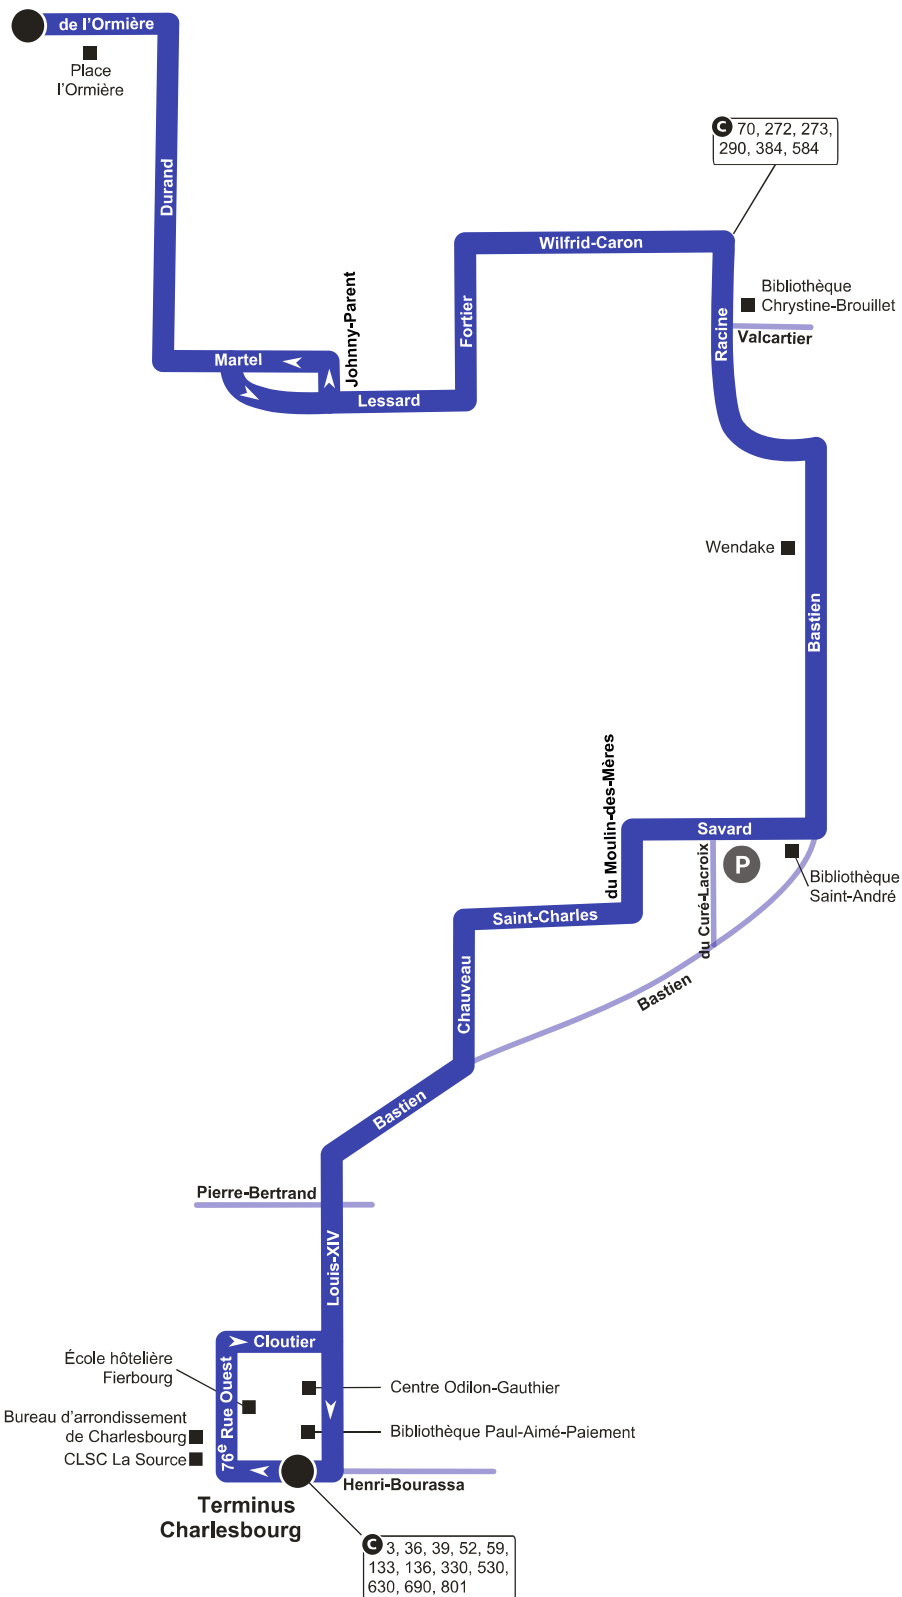 de l'Ormière
Place
l'Ormière
Durand
C 70, 272, 273,
290, 384, 584
Wilfrid-Caron
Johnny-Parent
Fortier
Racine
Bibliothèque
Chrystine-Brouillet
Valcartier
Martel
Lessard
Wendake
Bastien
du Moulin-des-Mères
Savard
P
Bibliothèque
Saint-André
du Curé-Lacroix
Saint-Charles
Chauveau
Bastien
Bastien
Pierre-Bertrand
Louis-XIV
Cloutier
École hôtelière
Fierbourg
76e Rue Ouest
Centre Odilon-Gauthier
Bureau d'arrondissement
de Charlesbourg
Bibliothèque Paul-Aimé-Paiement
CLSC La Source
Henri-Bourassa
Terminus
Charlesbourg
C 3, 36, 39, 52, 59,
133, 136, 330, 530,
630, 690, 801